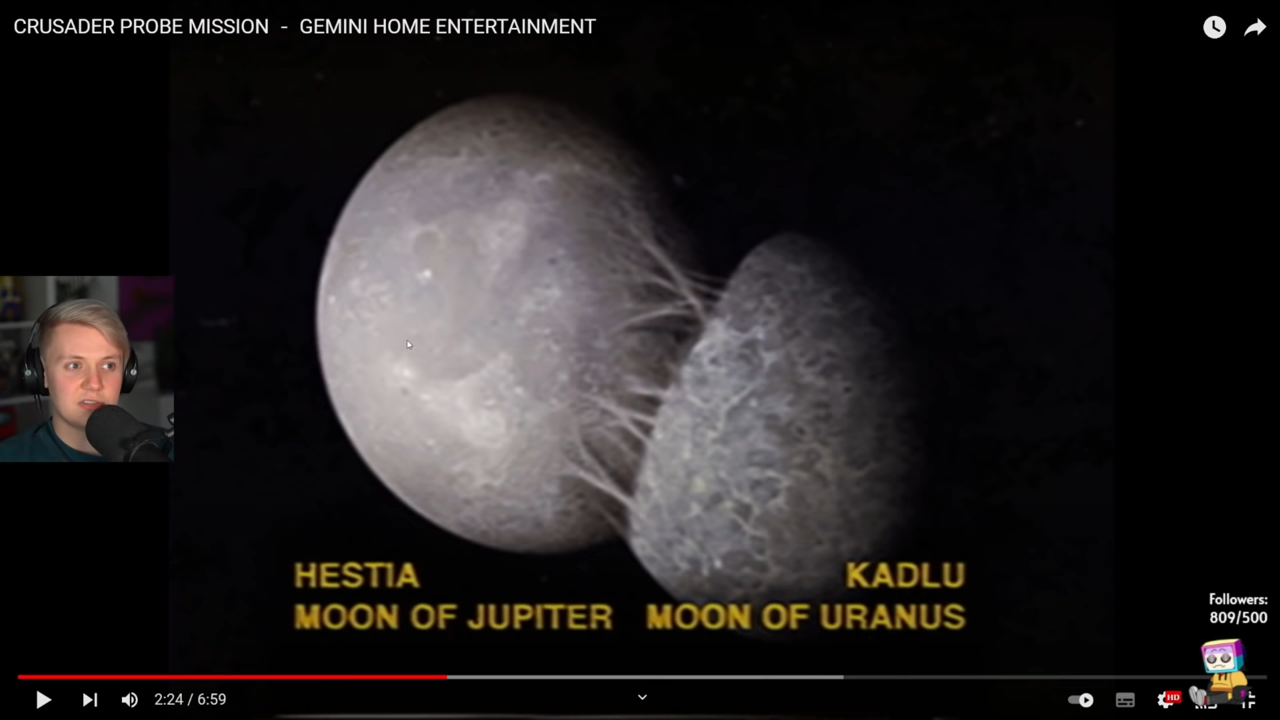 CRUSADER PROBE MISSION - GEMINI HOME ENTERTAINMENT
HESTIA
MOON OF JUPITER
KADLU
MOON OF URANUS
Followers:
809/500
2:24 / 6:59
HD